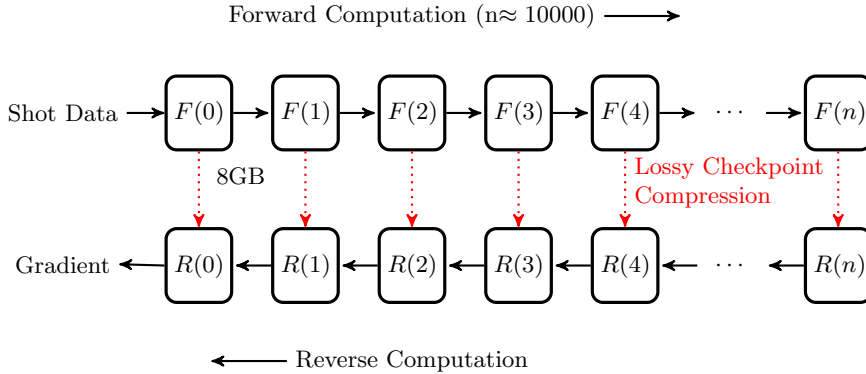 Forward Computation (n≈ 10000)
Shot Data F(0) F(1) F(2) F(3) F(4) ··· F(n)
8GB
Lossy Checkpoint
Compression
Gradient R(0) R(1) R(2) R(3) R(4) ··· R(n)
Reverse Computation